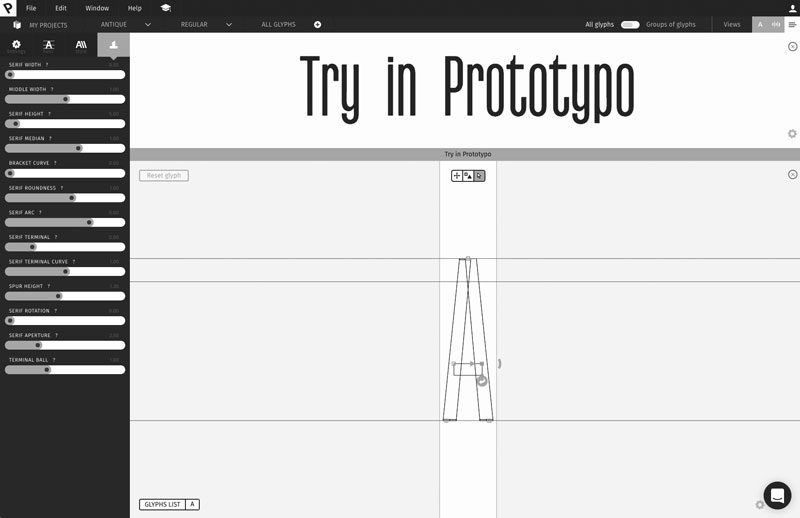 File Edit Window Help
MY PROJECTS ANTIQUE REGULAR ALL GLYPHS All glyphs Groups of glyphs Views A
SERIF WIDTH ?
MIDDLE WIDTH ?
SERIF HEIGHT ?
SERIF MEDIAN ?
BRACKET CURVE ?
SERIF ROUNDNESS ?
SERIF ARC ?
SERIF TERMINAL ?
SERIF TERMINAL CURVE ?
SPUR HEIGHT ?
SERIF ROTATION ?
SERIF APERTURE ?
TERMINAL BALL ?
Try in Prototypo
Try in Prototypo
Reset glyph
A
GLYPHS LIST A